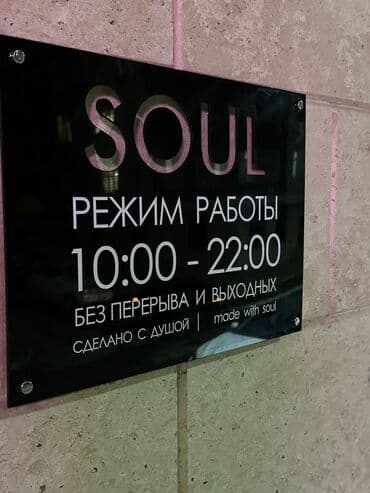 SOUL
РЕЖИМ РАБОТЫ
10:00 - 22:00
БЕЗ ПЕРЕРЫВА И ВЫХОДНЫХ
СДЕЛАНО С ДУШОЙ | made with soul